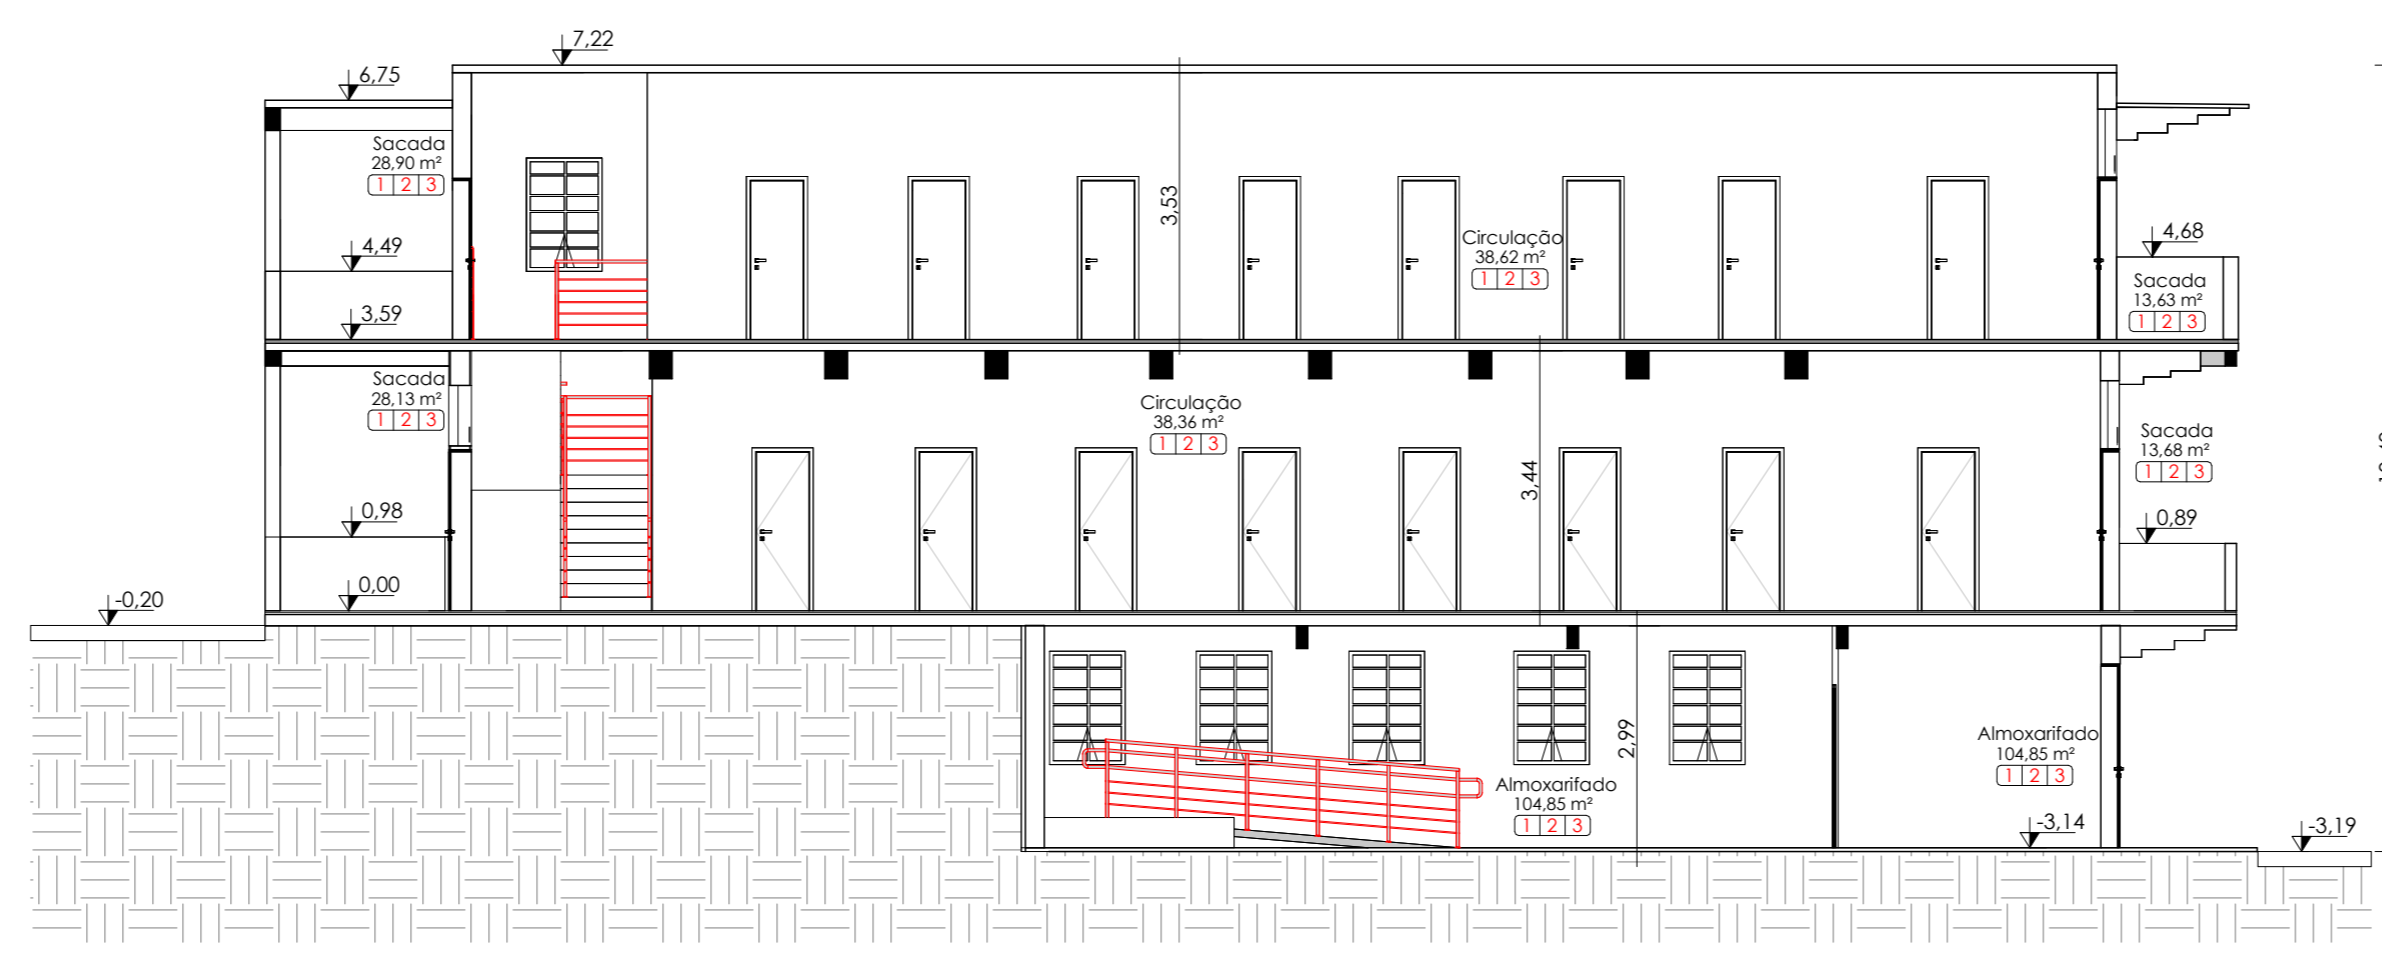 7,22
6,75
Sacada
28,90 m²
1 2 3
4,49
3,59
3,53
Circulação
38,62 m²
1 2 3
4,68
Sacada
13,63 m²
1 2 3
Sacada
28,13 m²
1 2 3
Circulação
38,36 m²
1 2 3
3,44
Sacada
13,68 m²
1 2 3
0,98
0,89
0,00
-0,20
2,99
Almoxarifado
104,85 m²
1 2 3
Almoxarifado
104,85 m²
1 2 3
-3,14
-3,19